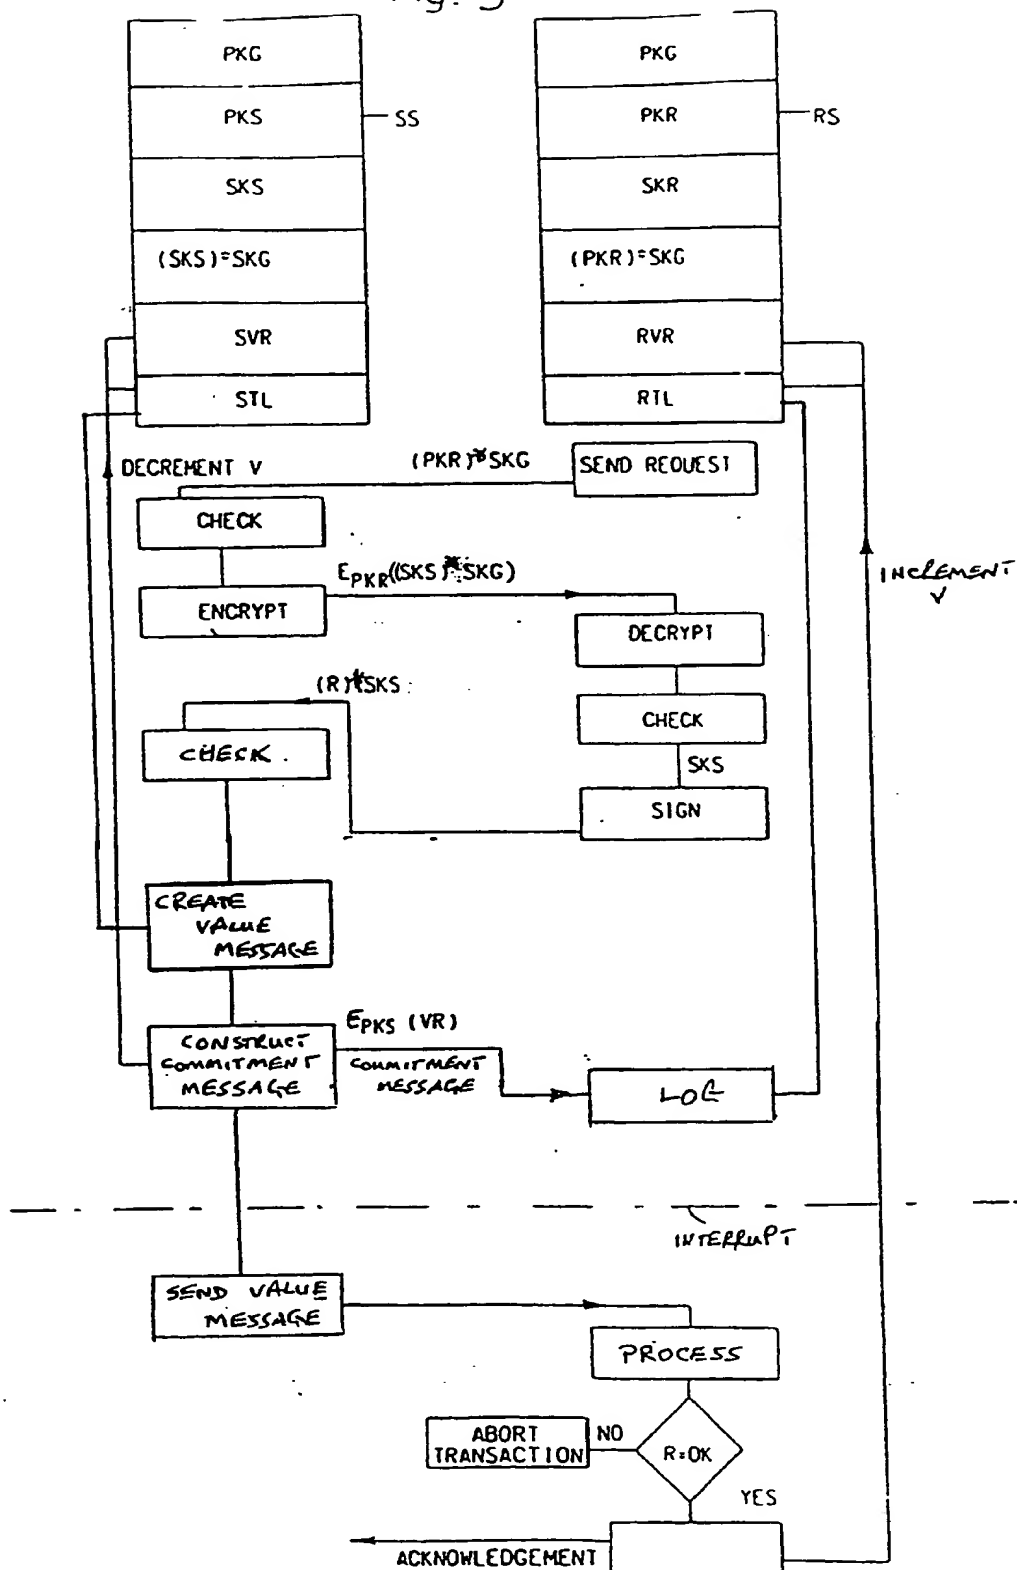 Fig. 3
PKG
PKS
SS
SKS
(SKS)*SKG
SVR
STL
PKG
PKR
RS
SKR
(PKR)*SKG
RVR
RTL
DECREMENT V
(PKR)*SKG
SEND REQUEST
CHECK
ENCRYPT
EPKR((SKS)*SKG)
DECRYPT
INCREMENT
V
CHECK
SKS
SIGN
(R)*SKS
CHECK
CREATE
VALUE
MESSAGE
CONSTRUCT
COMMITMENT
MESSAGE
EPKS (VR)
COMMITMENT
MESSAGE
LOG
INTERRUPT
SEND VALUE
MESSAGE
PROCESS
ABORT
TRANSACTION
NO
R=OK
YES
ACKNOWLEDGEMENT